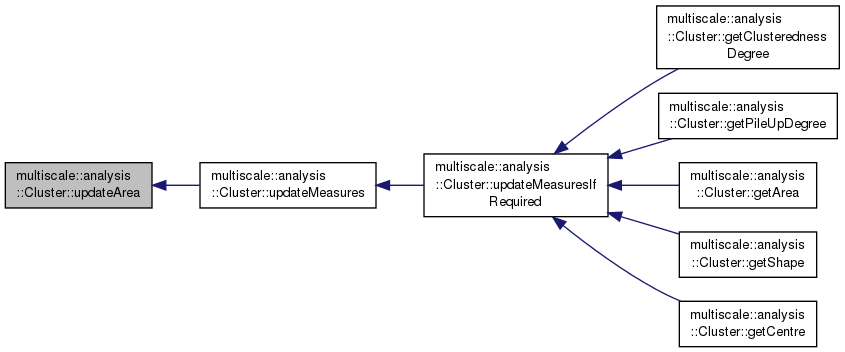 multiscale::analysis
::Cluster::updateArea
multiscale::analysis
::Cluster::updateMeasures
multiscale::analysis
::Cluster::updateMeasuresIf
Required
multiscale::analysis
::Cluster::getClusteredness
Degree
multiscale::analysis
::Cluster::getPileUpDegree
multiscale::analysis
::Cluster::getArea
multiscale::analysis
::Cluster::getShape
multiscale::analysis
::Cluster::getCentre